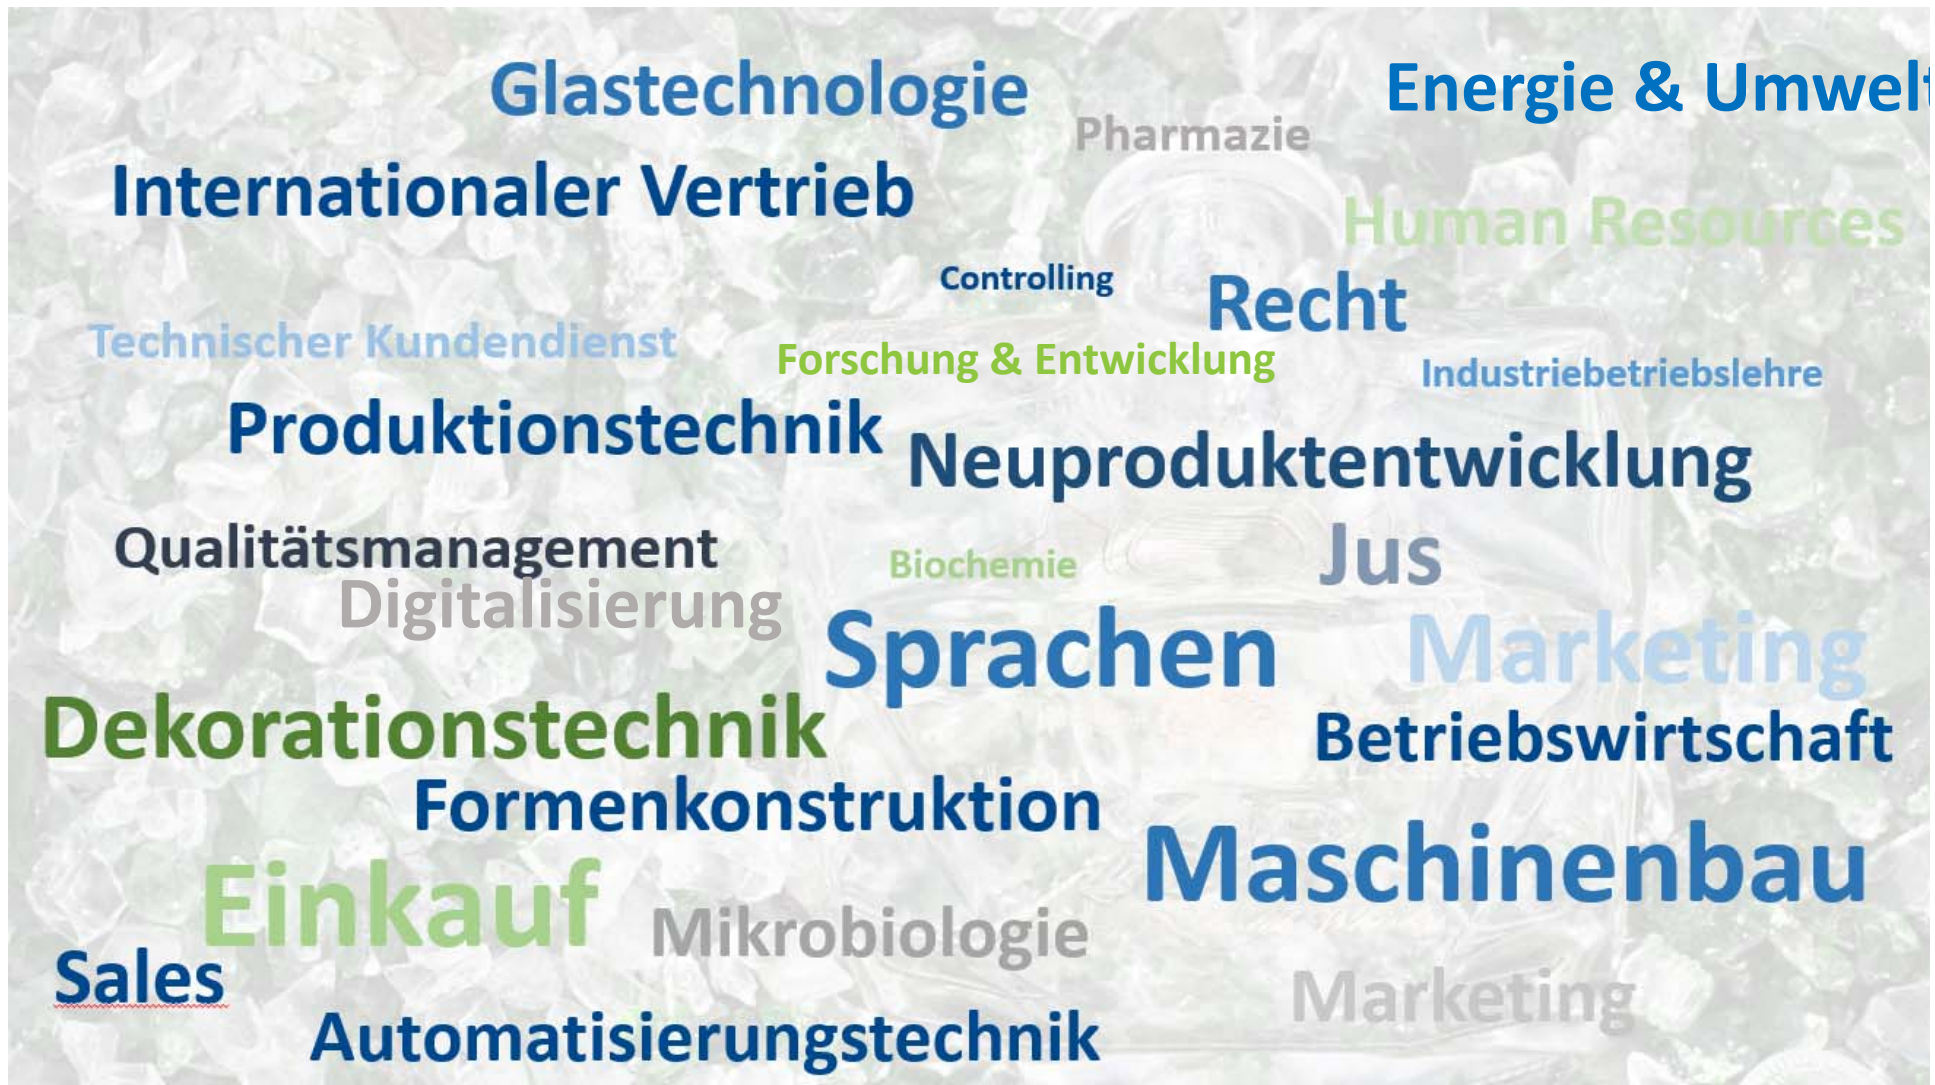 Glastechnologie
Energie & Umwelt
Pharmazie
Internationaler Vertrieb
Human Resources
Controlling
Recht
Technischer Kundendienst
Forschung & Entwicklung
Industriebetriebslehre
Produktionstechnik
Neuproduktentwicklung
Qualitätsmanagement
Jus
Biochemie
Digitalisierung
Sprachen
Marketing
Dekorationstechnik
Betriebswirtschaft
Formenkonstruktion
Maschinenbau
Einkauf
Mikrobiologie
Sales
Marketing
Automatisierungstechnik